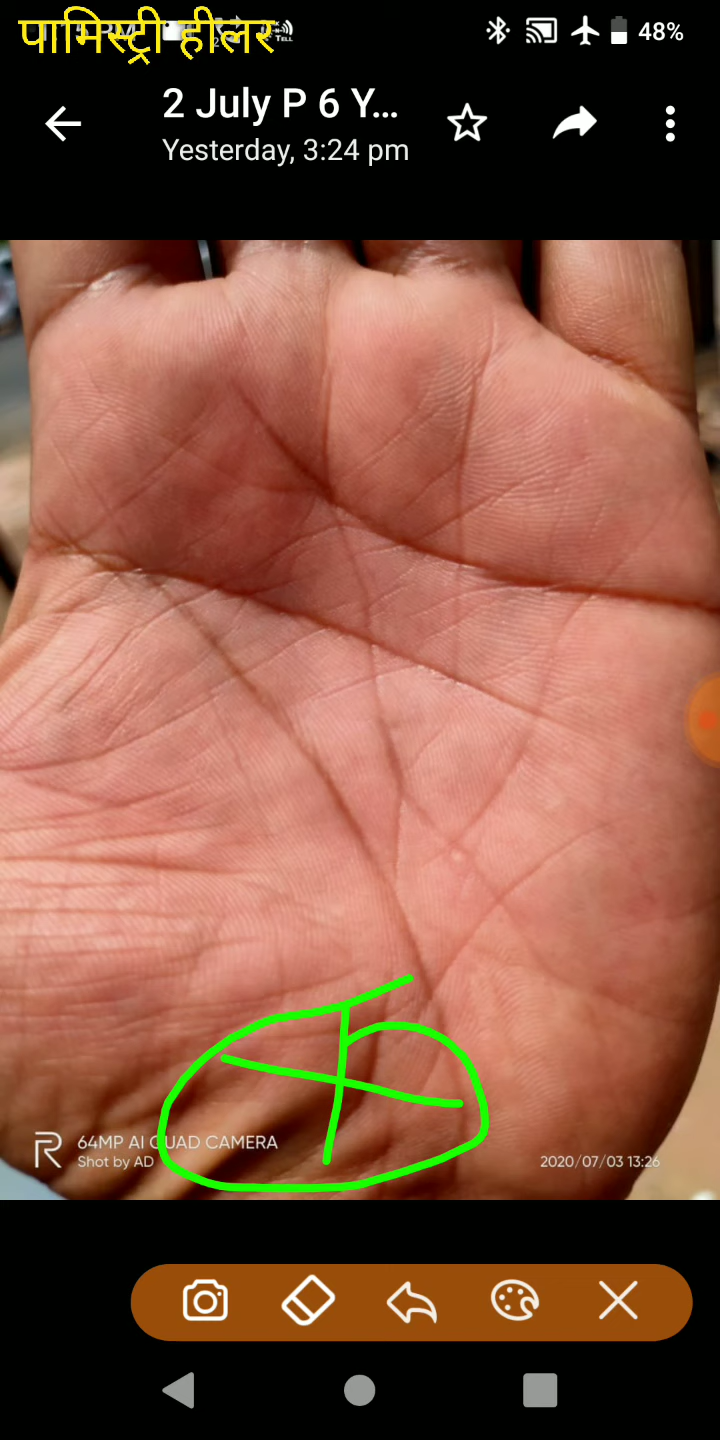 पामिस्ट्री हीलर
48%
2 July P 6 Y...
Yesterday, 3:24 pm
64MP AI QUAD CAMERA
Shot by AD
2020/07/03 13:26